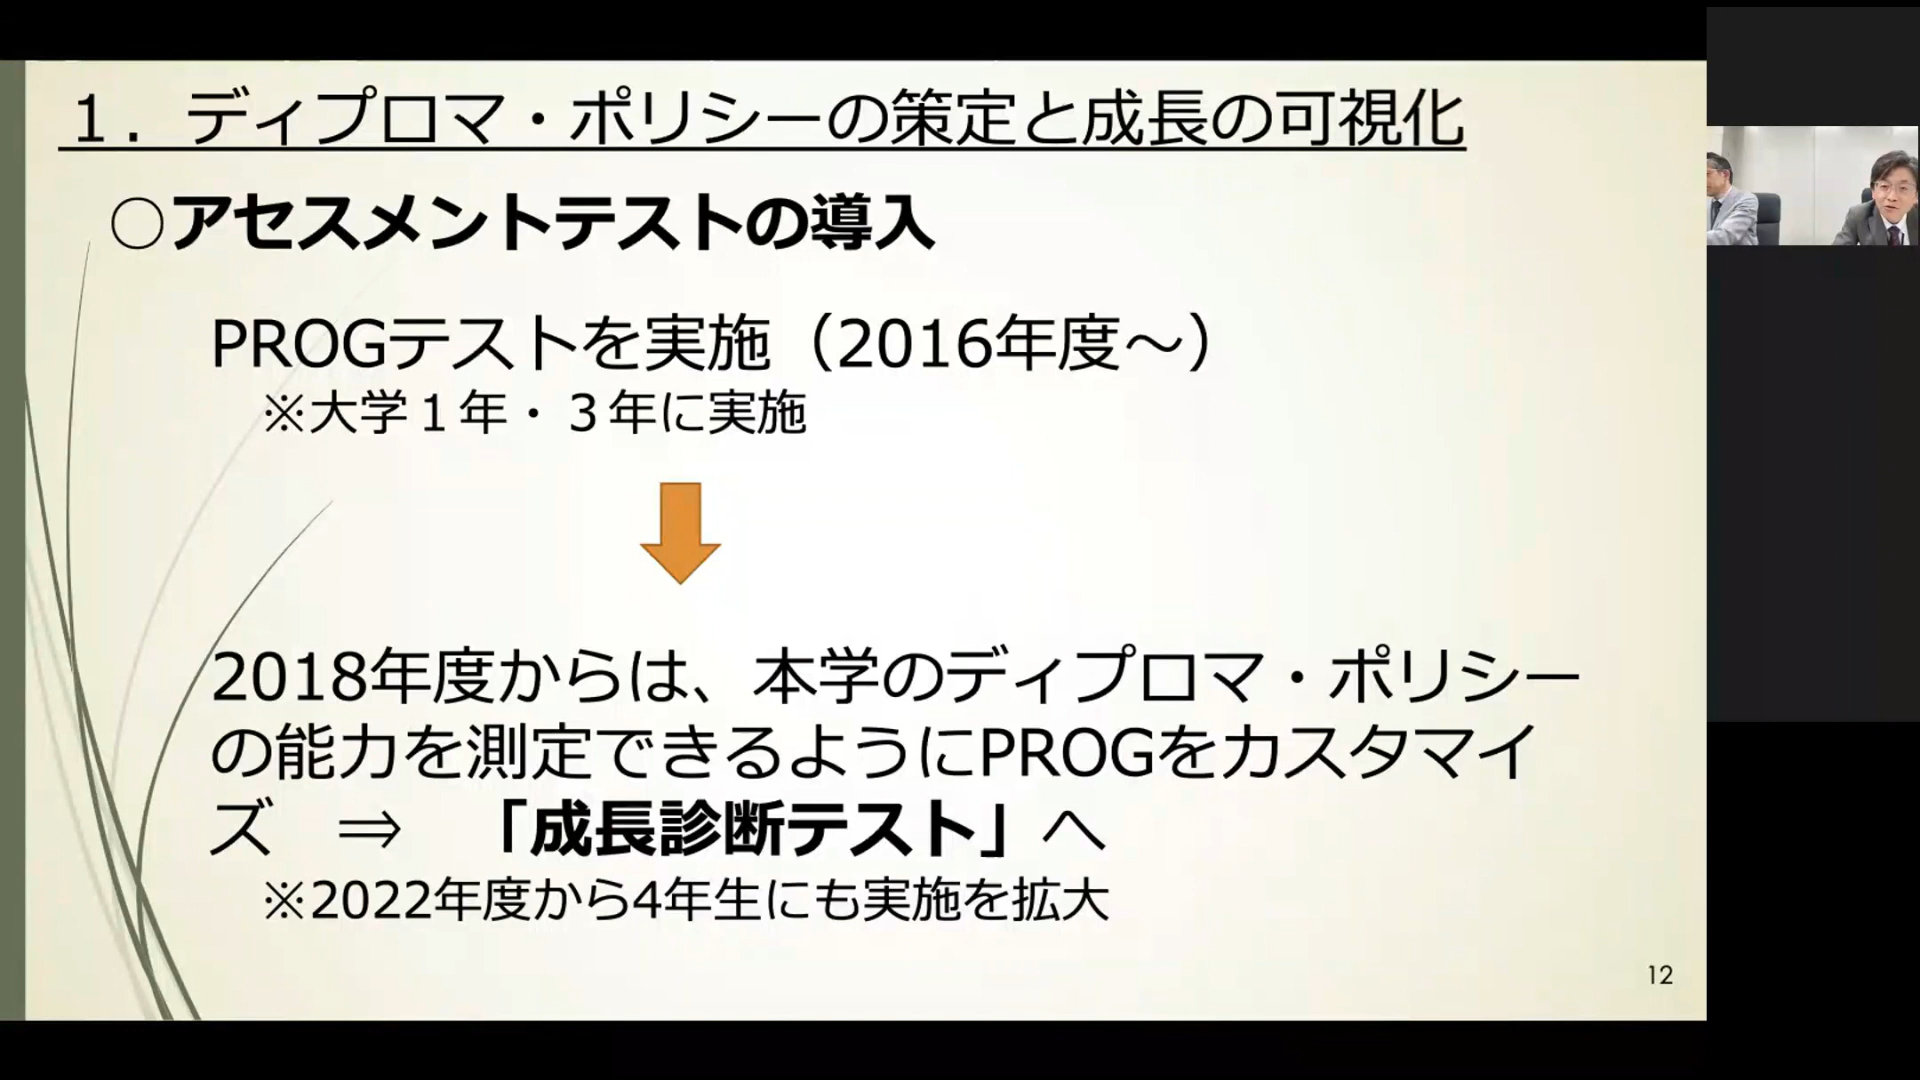 １．ディプロマ・ポリシーの策定と成長の可視化
○アセスメントテストの導入
PROGテストを実施（2016年度～）
※大学１年・３年に実施
2018年度からは、本学のディプロマ・ポリシー
の能力を測定できるようにPROGをカスタマイ
ズ　⇒　「成長診断テスト」へ
※2022年度から4年生にも実施を拡大
12